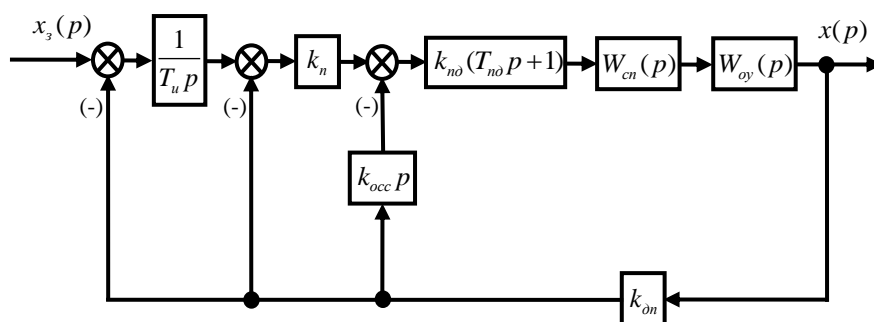 x_з(p)
x(p)
1
T_и p
k_п
k_пд(T_пд p+1)
W_сп(p)
W_оу(p)
(-)
(-)
(-)
k_осс p
k_дп